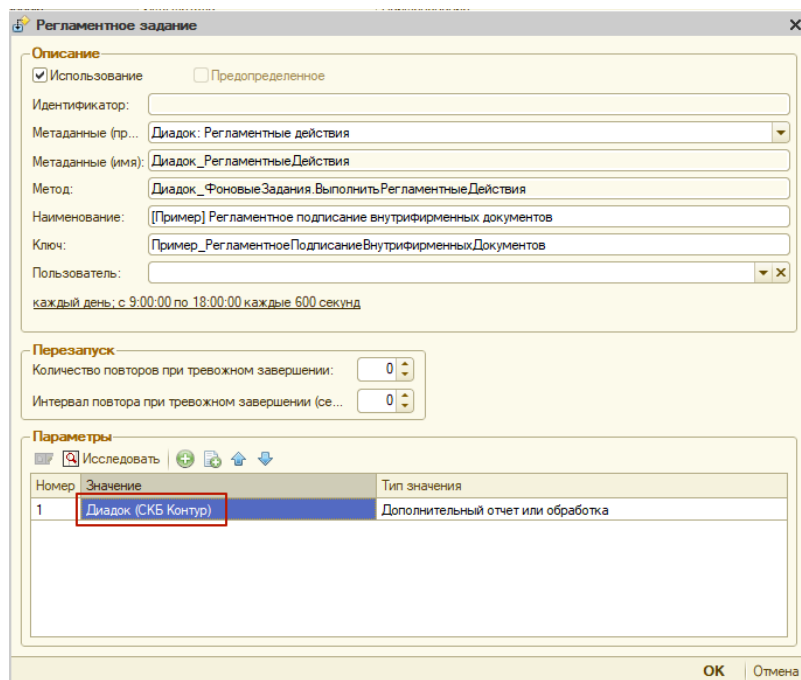 Регламентное задание
Описание
Использование Предопределенное
Идентификатор:
Метаданные (пр... Диадок: Регламентные действия
Метаданные (имя): Диадок_РегламентныеДействия
Метод: Диадок_ФоновыеЗадания.ВыполнитьРегламентныеДействия
Наименование: [Пример] Регламентное подписание внутрифирменных документов
Ключ: Пример_РегламентноеПодписаниеВнутрифирменныхДокументов
Пользователь:
каждый день; с 9:00:00 по 18:00:00 каждые 600 секунд
Перезапуск
Количество повторов при тревожном завершении: 0
Интервал повтора при тревожном завершении (се... 0
Параметры
Исследовать
Номер Значение Тип значения
1 Диадок (СКБ Контур) Дополнительный отчет или обработка
OK Отмена